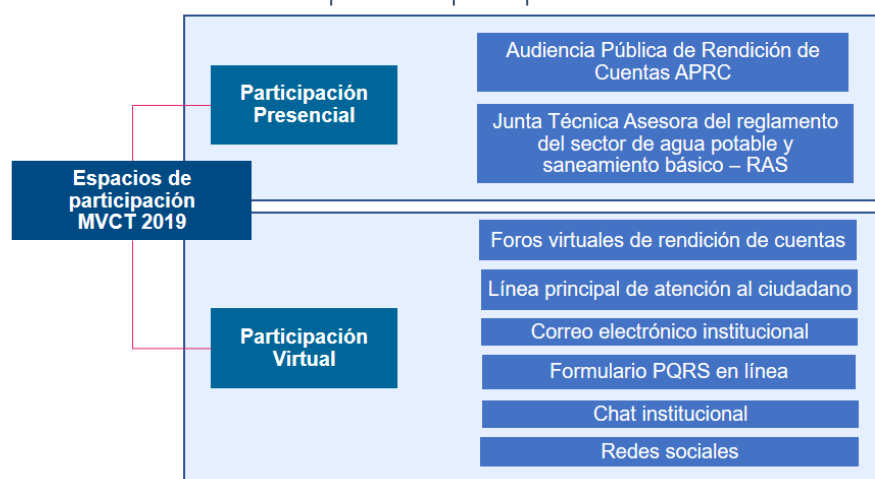 Espacios de
participación
MVCT 2019
Participación
Presencial
Audiencia Pública de Rendición de
Cuentas APRC
Junta Técnica Asesora del reglamento
del sector de agua potable y
saneamiento básico – RAS
Participación
Virtual
Foros virtuales de rendición de cuentas
Línea principal de atención al ciudadano
Correo electrónico institucional
Formulario PQRS en línea
Chat institucional
Redes sociales